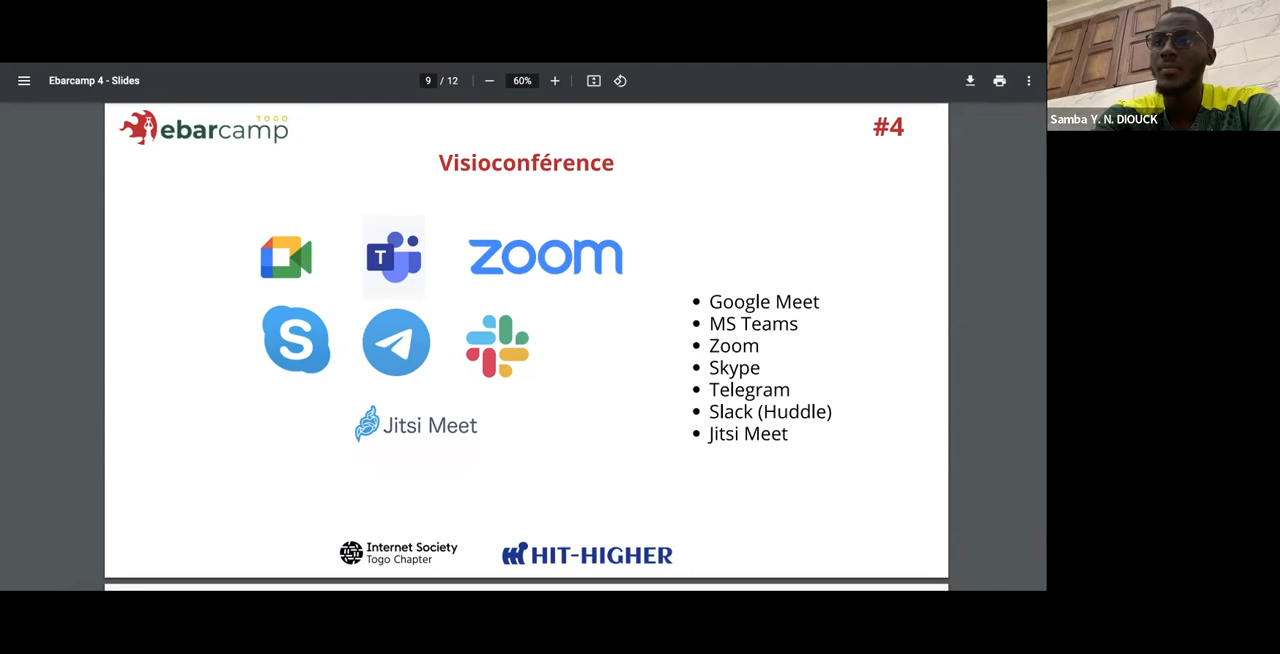 Ebarcamp 4 - Slides
9 / 12
60%
Samba Y. N. DIOUCK
TOGO
ebarcamp
#4
Visioconférence
T
zoom
S
Jitsi Meet
Google Meet
MS Teams
Zoom
Skype
Telegram
Slack (Huddle)
Jitsi Meet
Internet Society
Togo Chapter
HIT-HIGHER